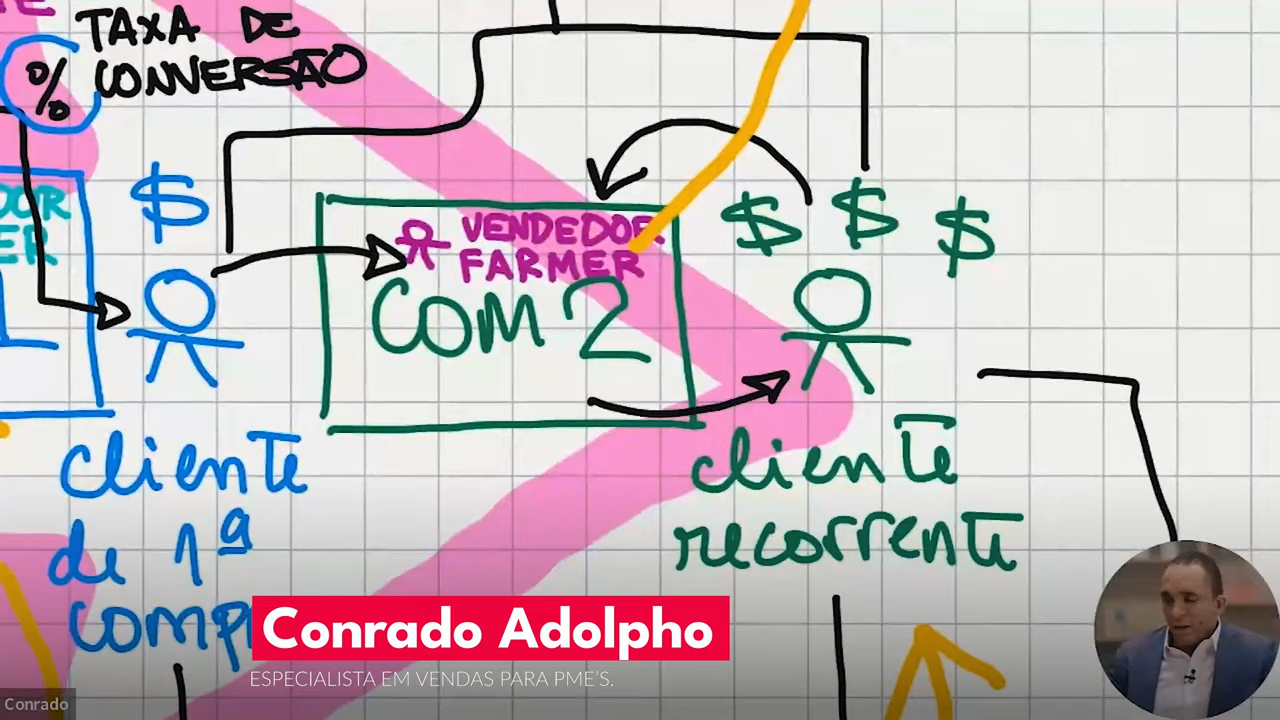 TAXA DE
% CONVERSÃO
$
$ $ $
VENDEDOR
FARMER
COM 2
cliente
de 1ª
cliente
recorrente
Conrado Adolpho
ESPECIALISTA EM VENDAS PARA PME'S.
Conrado